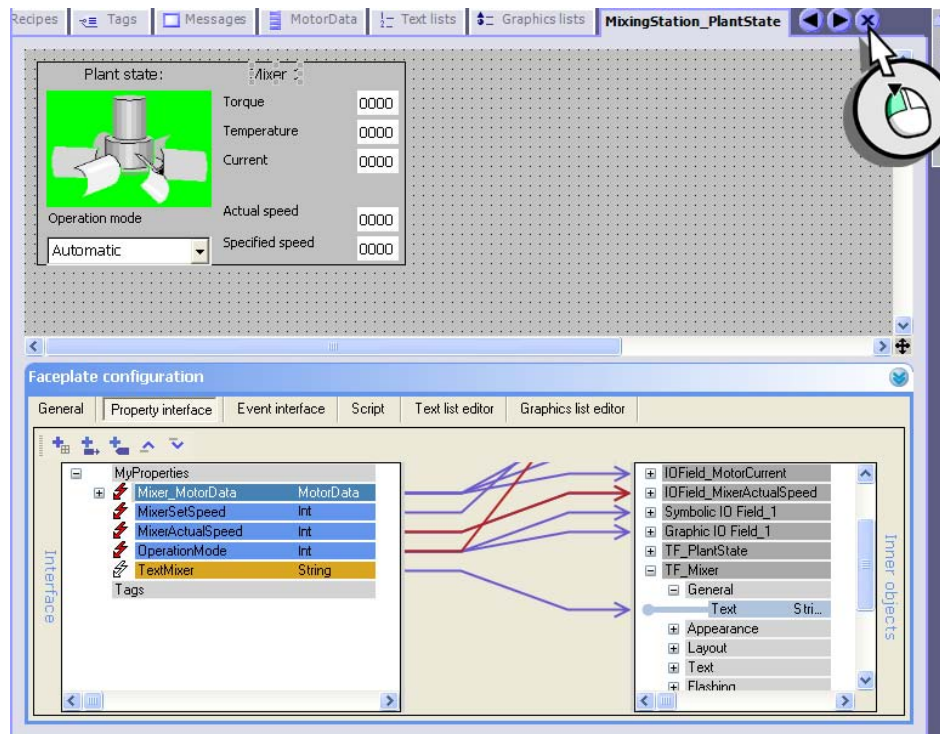 Recipes Tags Messages MotorData Text lists Graphics lists MixingStation_PlantState
Plant state: Mixer
Torque 0000
Temperature 0000
Current 0000
Operation mode
Actual speed 0000
Automatic
Specified speed 0000
Faceplate configuration
General Property interface Event interface Script Text list editor Graphics list editor
Interface
MyProperties
Mixer_MotorData MotorData
MixerSetSpeed Int
MixerActualSpeed Int
OperationMode Int
TextMixer String
Tags
IOField_MotorCurrent
IOField_MixerActualSpeed
Symbolic IO Field_1
Graphic IO Field_1
TF_PlantState
TF_Mixer
General
Text Stri...
Appearance
Layout
Text
Flashing
Inner objects